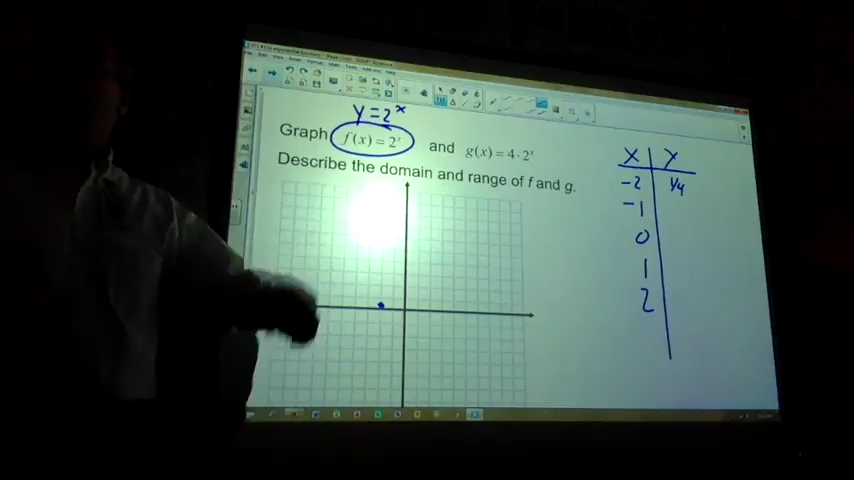 y = 2^x
Graph f(x) = 2^x and g(x) = 4 · 2^x
Describe the domain and range of f and g.
X | Y
-2 | 1/4
-1
0
1
2